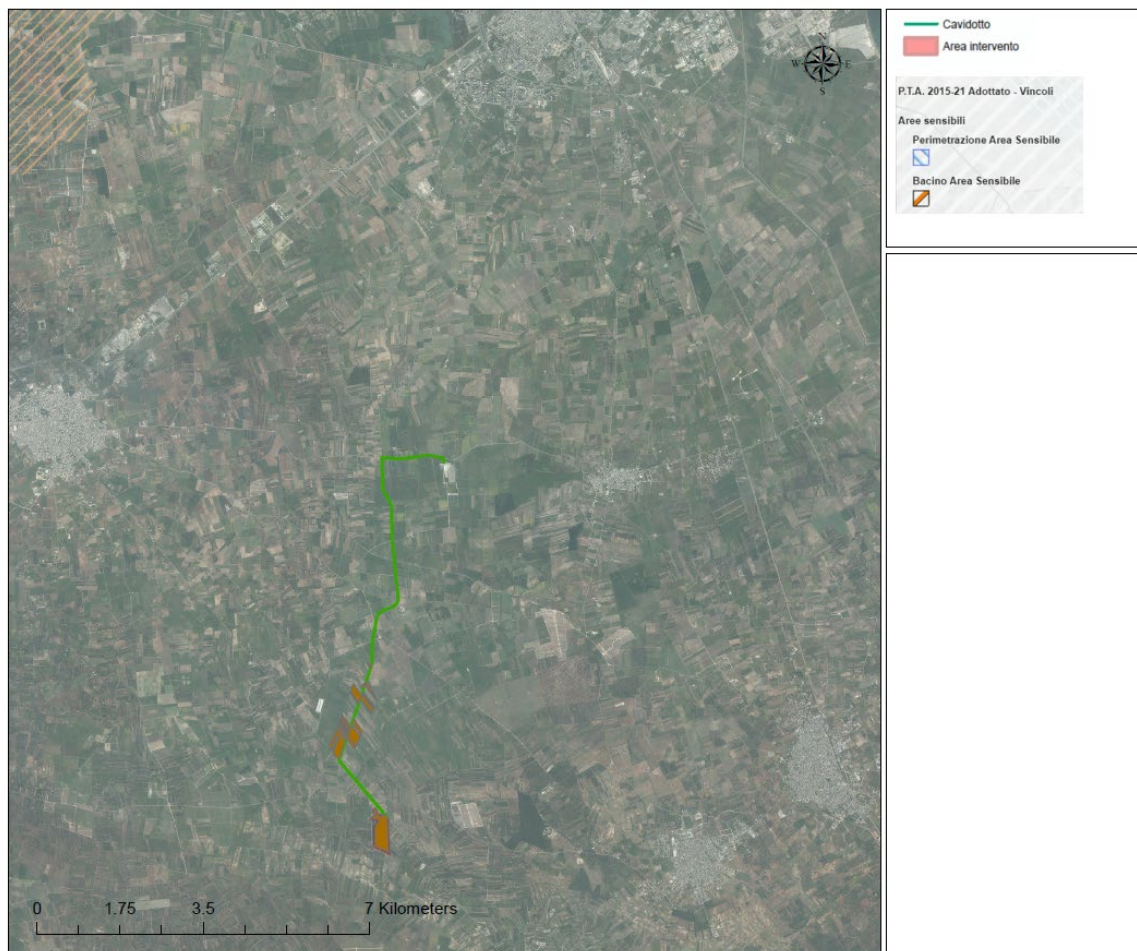 Cavidotto
Area intervento
P.T.A. 2015-21 Adottato - Vincoli
Aree sensibili
Perimetrazione Area Sensibile
Bacino Area Sensibile
N
W E
S
0 1.75 3.5 7 Kilometers